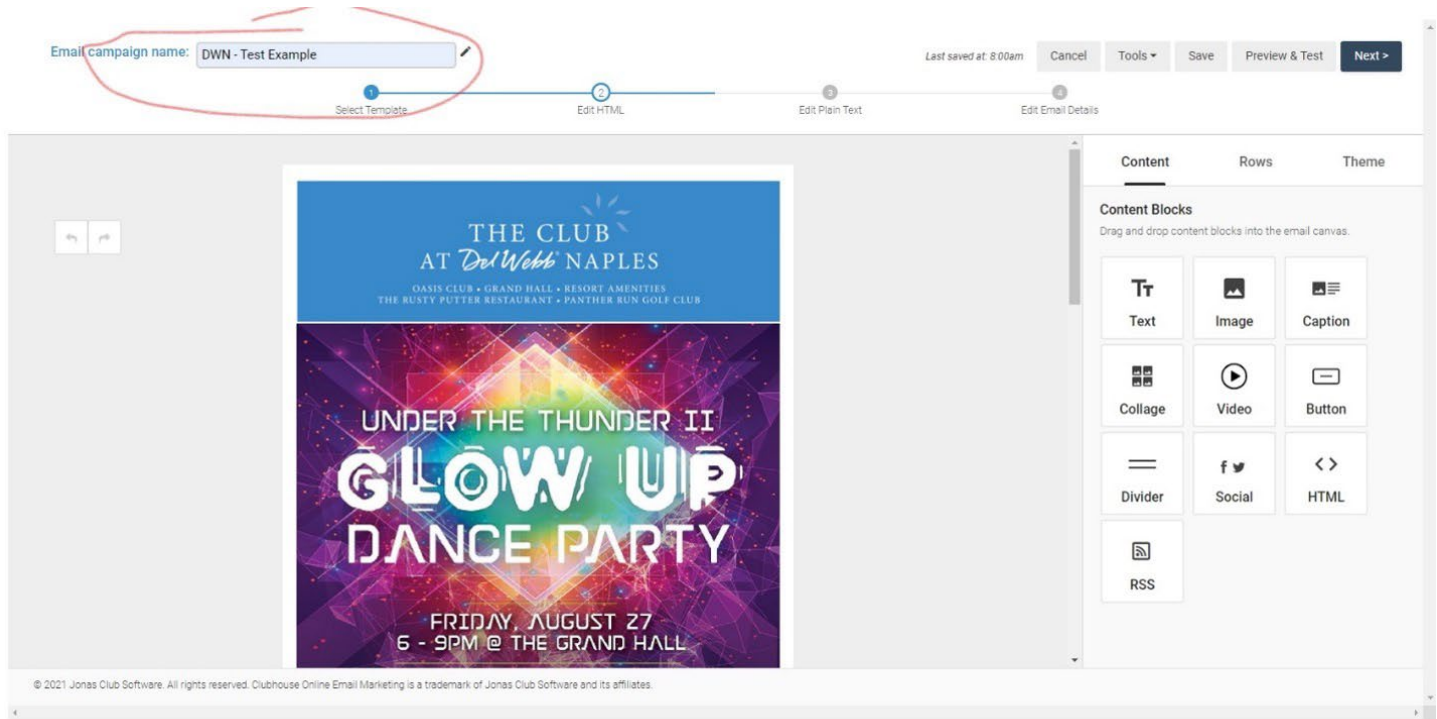 Email campaign name: DWN - Test Example
Last saved at: 8:00am Cancel Tools Save Preview & Test Next >
1 2 3 4
Select Template Edit HTML Edit Plain Text Edit Email Details
Content Rows Theme
Content Blocks
Drag and drop content blocks into the email canvas.
Text Image Caption
Collage Video Button
Divider Social HTML
RSS
THE CLUB
AT Del Webb NAPLES
OASIS CLUB • GRAND HALL • RESORT AMENITIES
THE RUSTY PUTTER RESTAURANT • PANTHER RUN GOLF CLUB
UNDER THE THUNDER II
GLOW UP
DANCE PARTY
FRIDAY, AUGUST 27
6 - 9PM @ THE GRAND HALL
© 2021 Jonas Club Software. All rights reserved. Clubhouse Online Email Marketing is a trademark of Jonas Club Software and its affiliates.